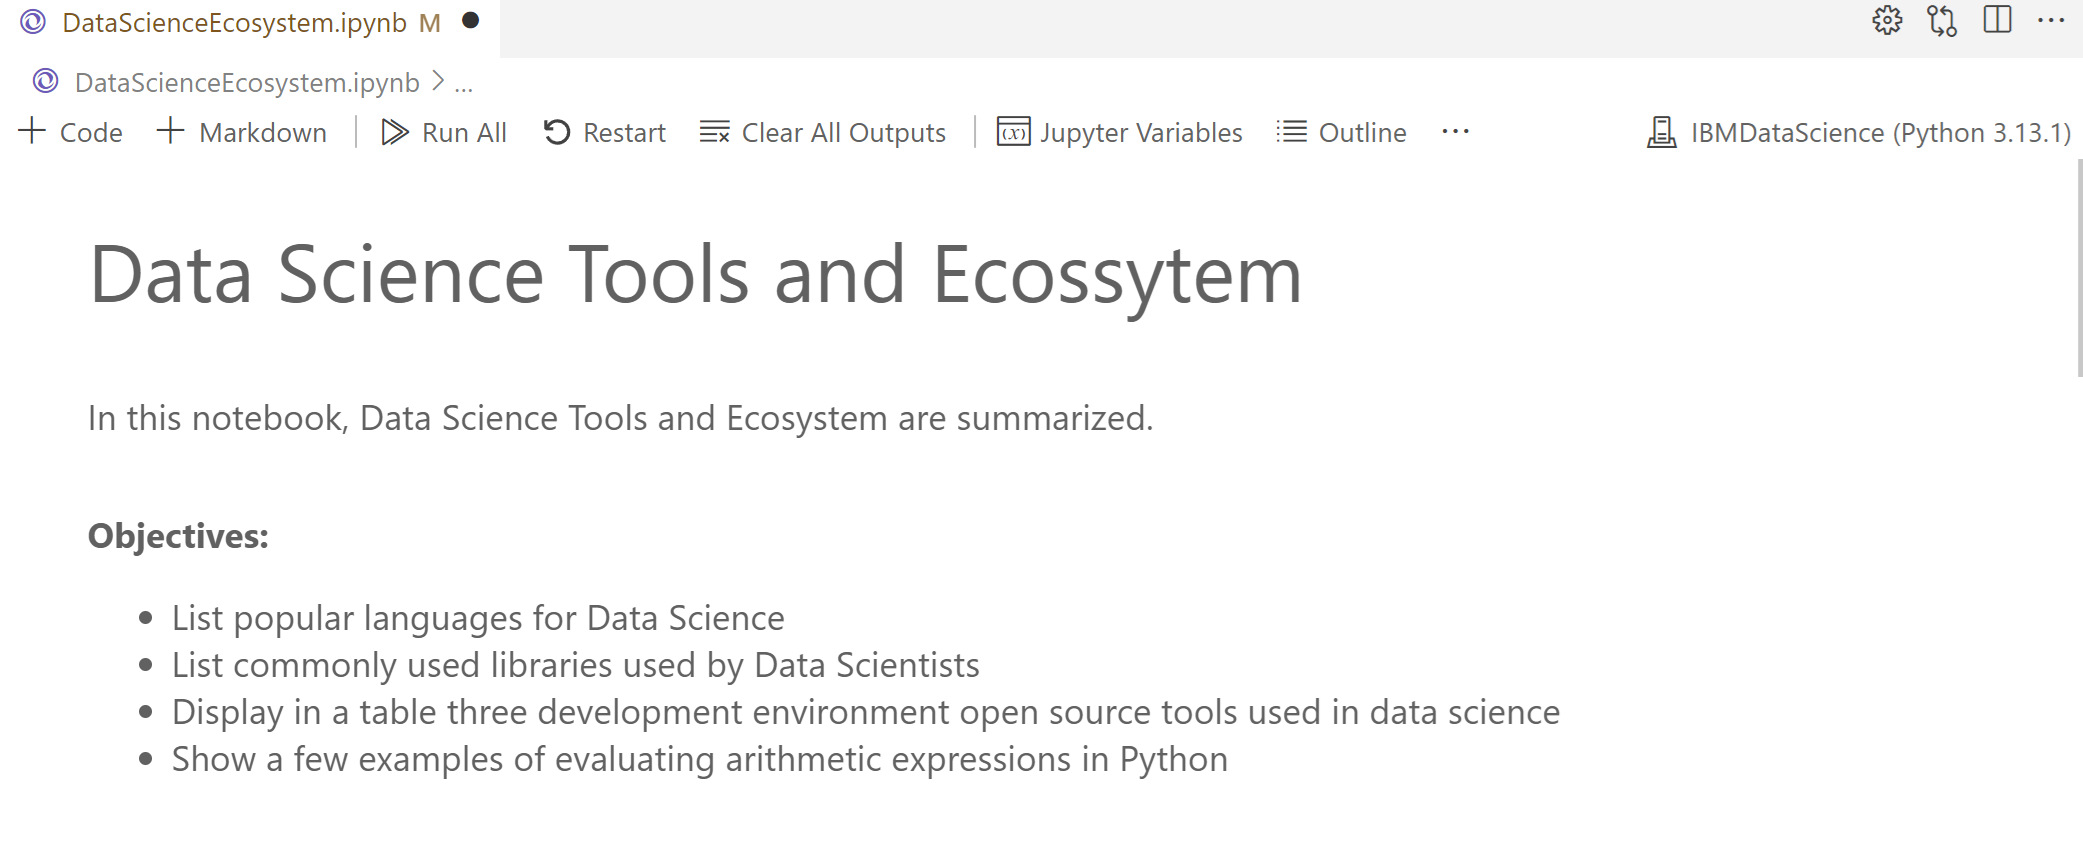 DataScienceEcosystem.ipynb M
DataScienceEcosystem.ipynb > ...
+ Code + Markdown | Run All Restart Clear All Outputs | (x) Jupyter Variables Outline ··· IBMDataScience (Python 3.13.1)
Data Science Tools and Ecossytem
In this notebook, Data Science Tools and Ecosystem are summarized.
Objectives:
• List popular languages for Data Science
• List commonly used libraries used by Data Scientists
• Display in a table three development environment open source tools used in data science
• Show a few examples of evaluating arithmetic expressions in Python